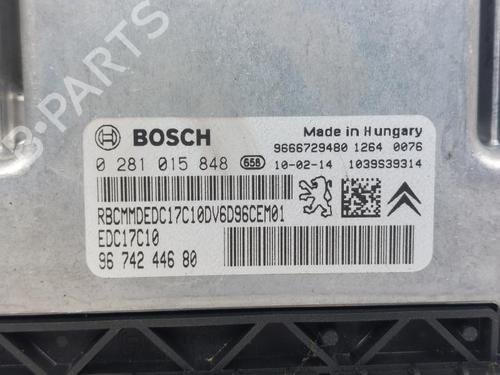 B-PARTS
BOSCH
Made in Hungary
9666729480 1264 0076
0 281 015 848 658 10-02-14 1039S39314
RBCMMDEDC17C10DV6D96CEM01
EDC17C10
96 742 446 80